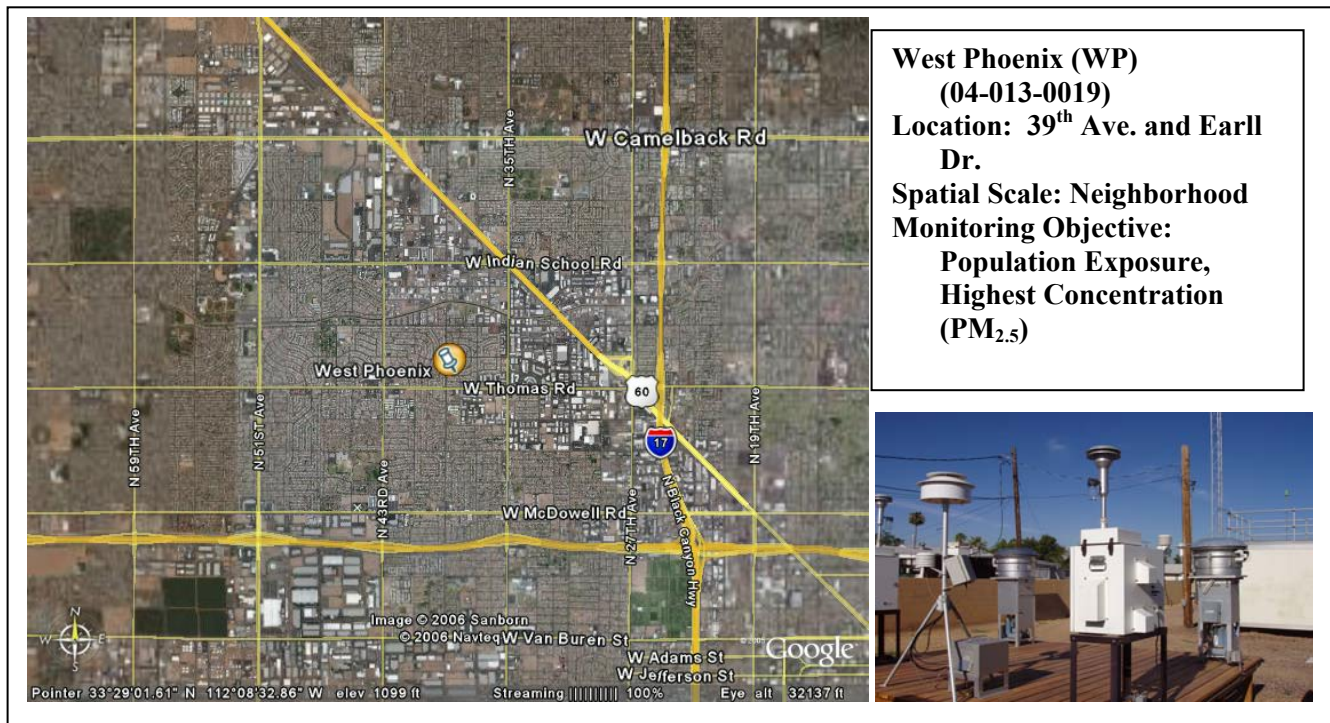 W Camelback Rd
N 35TH Ave
W Indian School Rd
West Phoenix
W Thomas Rd
60
17
N 59TH Ave
N 51ST Ave
N 43RD Ave
N 27TH Ave
N 19TH Ave
W McDowell Rd
N Black Canyon Hwy
N
W E
S
Image © 2006 Sanborn
© 2006 Navteq
W Van Buren St
© 2005
Google
W Adams St
W Jefferson St
Pointer 33°29'01.61" N 112°08'32.86" W elev 1099 ft Streaming |||||||||| 100% Eye alt 32137 ft
West Phoenix (WP)
(04-013-0019)
Location: 39th Ave. and Earll
Dr.
Spatial Scale: Neighborhood
Monitoring Objective:
Population Exposure,
Highest Concentration
(PM2.5)